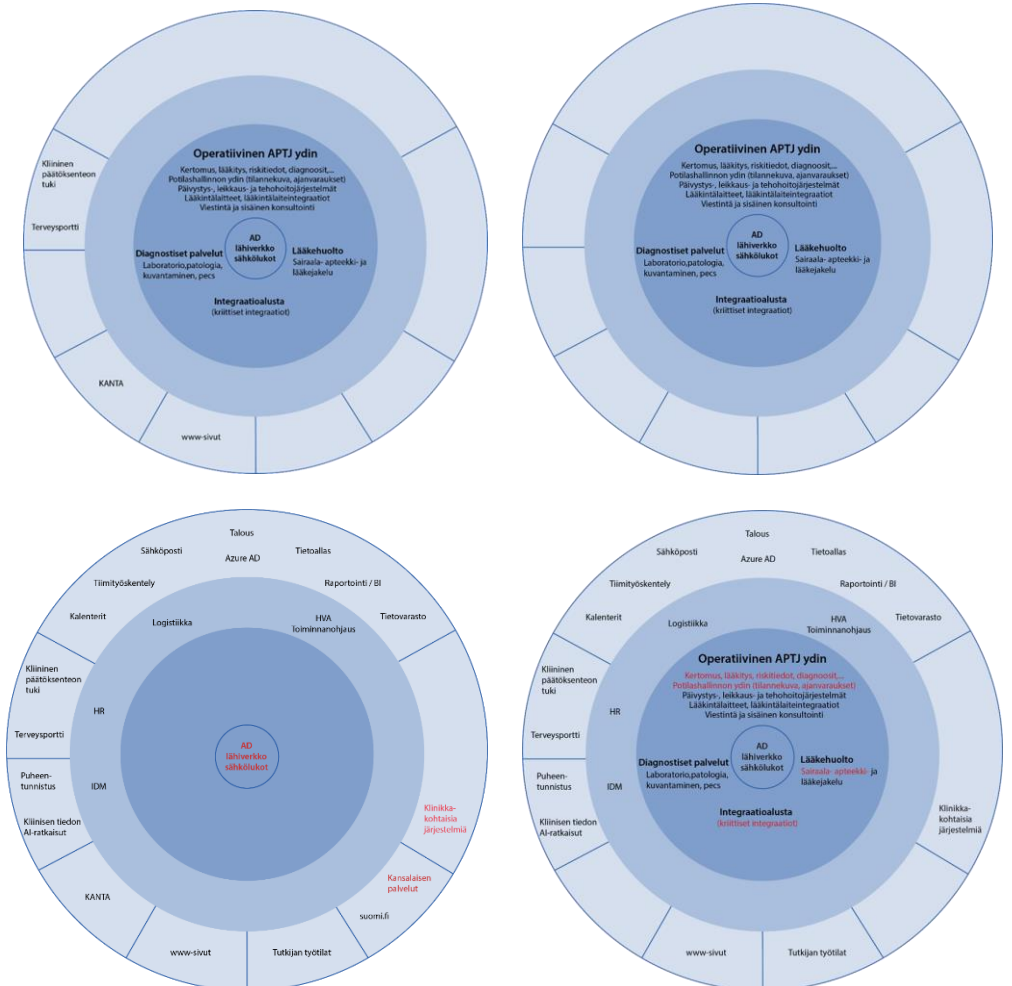 Operatiivinen APTJ ydin
Kertomus, lääkitys, riskitiedot, diagnoosit,...
Potilashallinnon ydin (tilannekuva, ajanvaraukset)
Päivystys-, leikkaus- ja tehohoitojärjestelmät
Lääkintälaitteet, lääkintälaiteintegraatiot
Viestintä ja sisäinen konsultointi
Kliininen
päätöksenteon
tuki
Terveysportti
AD
lähiverkko
sähkölukot
Diagnostiset palvelut
Laboratorio,patologia,
kuvantaminen, pecs
Lääkehuolto
Sairaala- apteekki- ja
lääkejakelu
Integraatioalusta
(kriittiset integraatiot)
KANTA
www-sivut
Operatiivinen APTJ ydin
Kertomus, lääkitys, riskitiedot, diagnoosit,...
Potilashallinnon ydin (tilannekuva, ajanvaraukset)
Päivystys-, leikkaus- ja tehohoitojärjestelmät
Lääkintälaitteet, lääkintälaiteintegraatiot
Viestintä ja sisäinen konsultointi
AD
lähiverkko
sähkölukot
Diagnostiset palvelut
Laboratorio,patologia,
kuvantaminen, pecs
Lääkehuolto
Sairaala- apteekki- ja
lääkejakelu
Integraatioalusta
(kriittiset integraatiot)
Talous
Sähköposti
Azure AD
Tietoallas
Tiimityöskentely
Raportointi / BI
Kalenterit
Logistiikka
HVA
Toiminnanohjaus
Tietovarasto
Kliininen
päätöksenteon
tuki
HR
Terveysportti
AD
lähiverkko
sähkölukot
Puheen-
tunnistus
IDM
Kliinisen tiedon
AI-ratkaisut
Klinikka-
kohtaisia
järjestelmiä
Kansalaisen
palvelut
suomi.fi
KANTA
www-sivut
Tutkijan työtilat
Talous
Sähköposti
Azure AD
Tietoallas
Tiimityöskentely
Raportointi / BI
Kalenterit
Logistiikka
HVA
Toiminnanohjaus
Tietovarasto
Operatiivinen APTJ ydin
Kertomus, lääkitys, riskitiedot, diagnoosit,...
Potilashallinnon ydin (tilannekuva, ajanvaraukset)
Päivystys-, leikkaus- ja tehohoitojärjestelmät
Lääkintälaitteet, lääkintälaiteintegraatiot
Viestintä ja sisäinen konsultointi
Kliininen
päätöksenteon
tuki
HR
Terveysportti
AD
lähiverkko
sähkölukot
Diagnostiset palvelut
Laboratorio,patologia,
kuvantaminen, pecs
Lääkehuolto
Sairaala- apteekki- ja
lääkejakelu
Integraatioalusta
(kriittiset integraatiot)
Puheen-
tunnistus
IDM
Kliinisen tiedon
AI-ratkaisut
Klinikka-
kohtaisia
järjestelmiä
www-sivut
Tutkijan työtilat